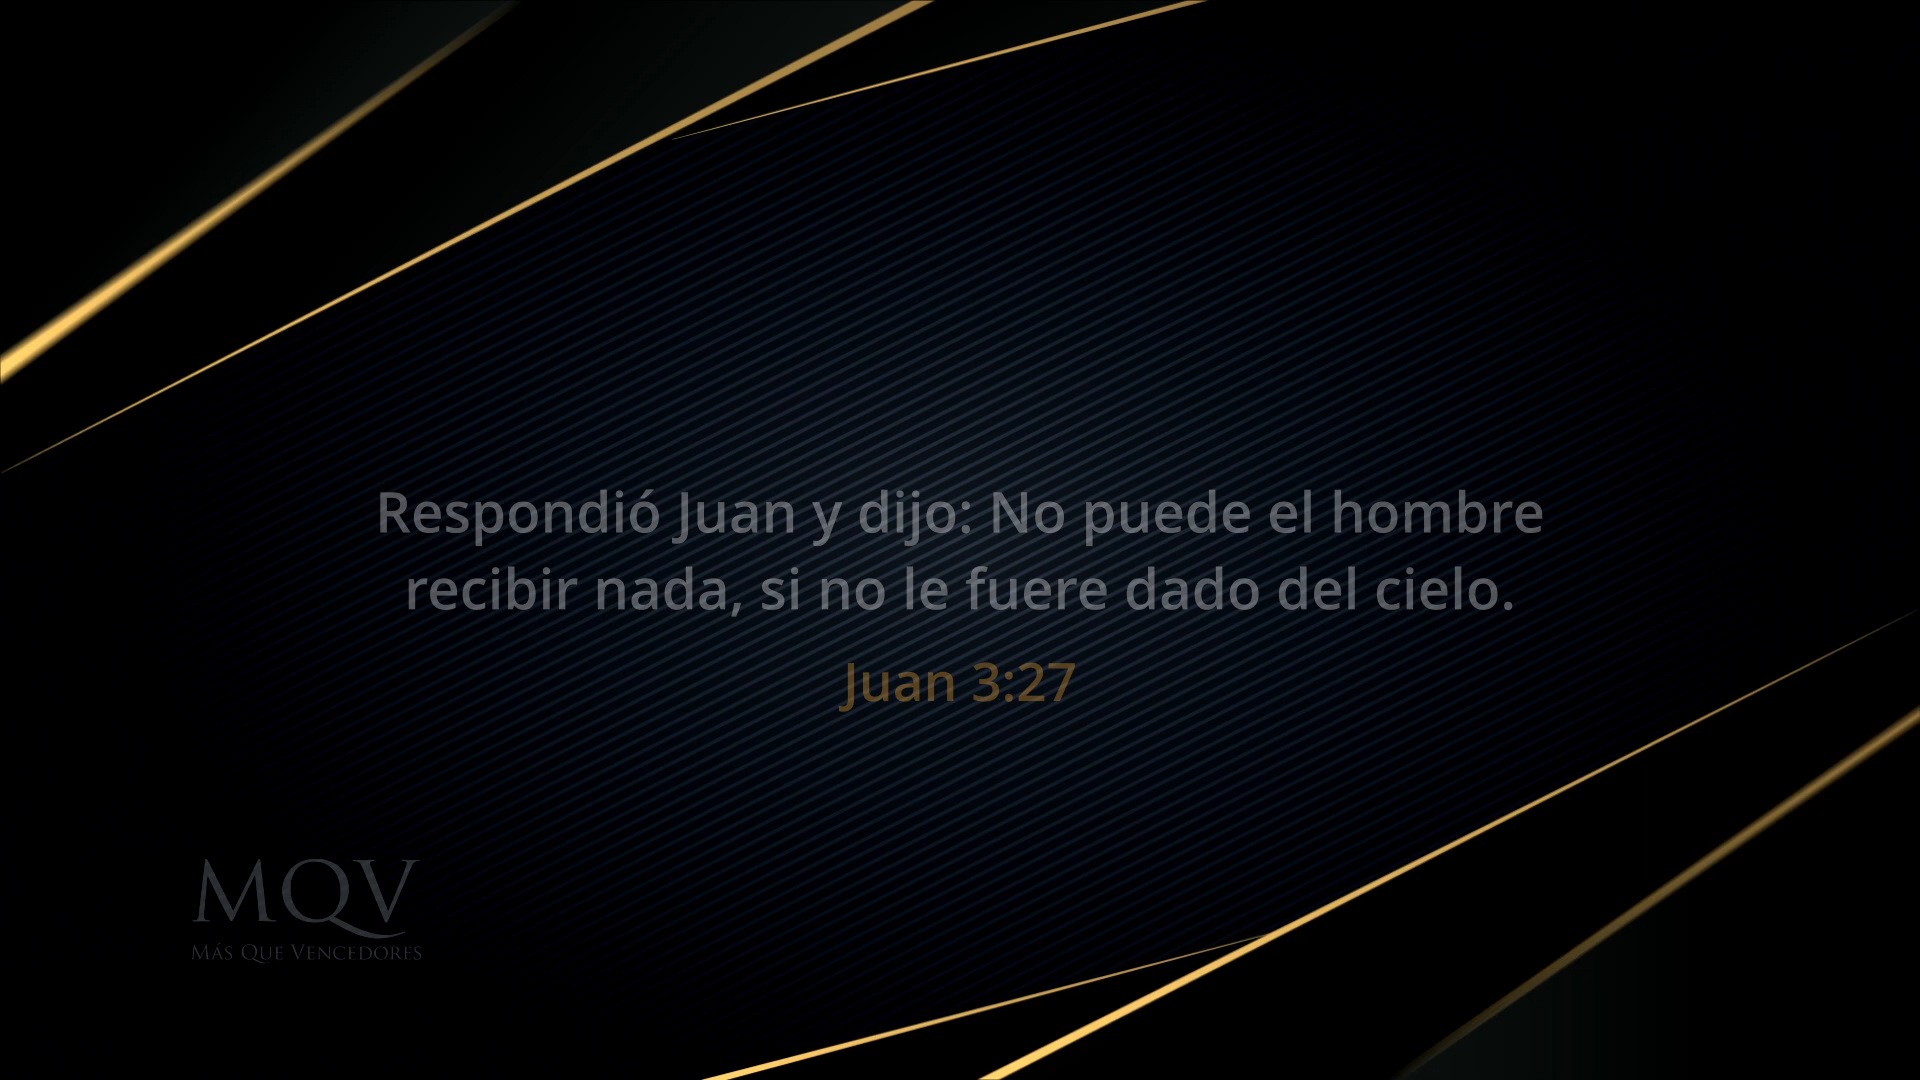 Respondió Juan y dijo: No puede el hombre
recibir nada, si no le fuere dado del cielo.
Juan 3:27
MQV
Más Que Vencedores